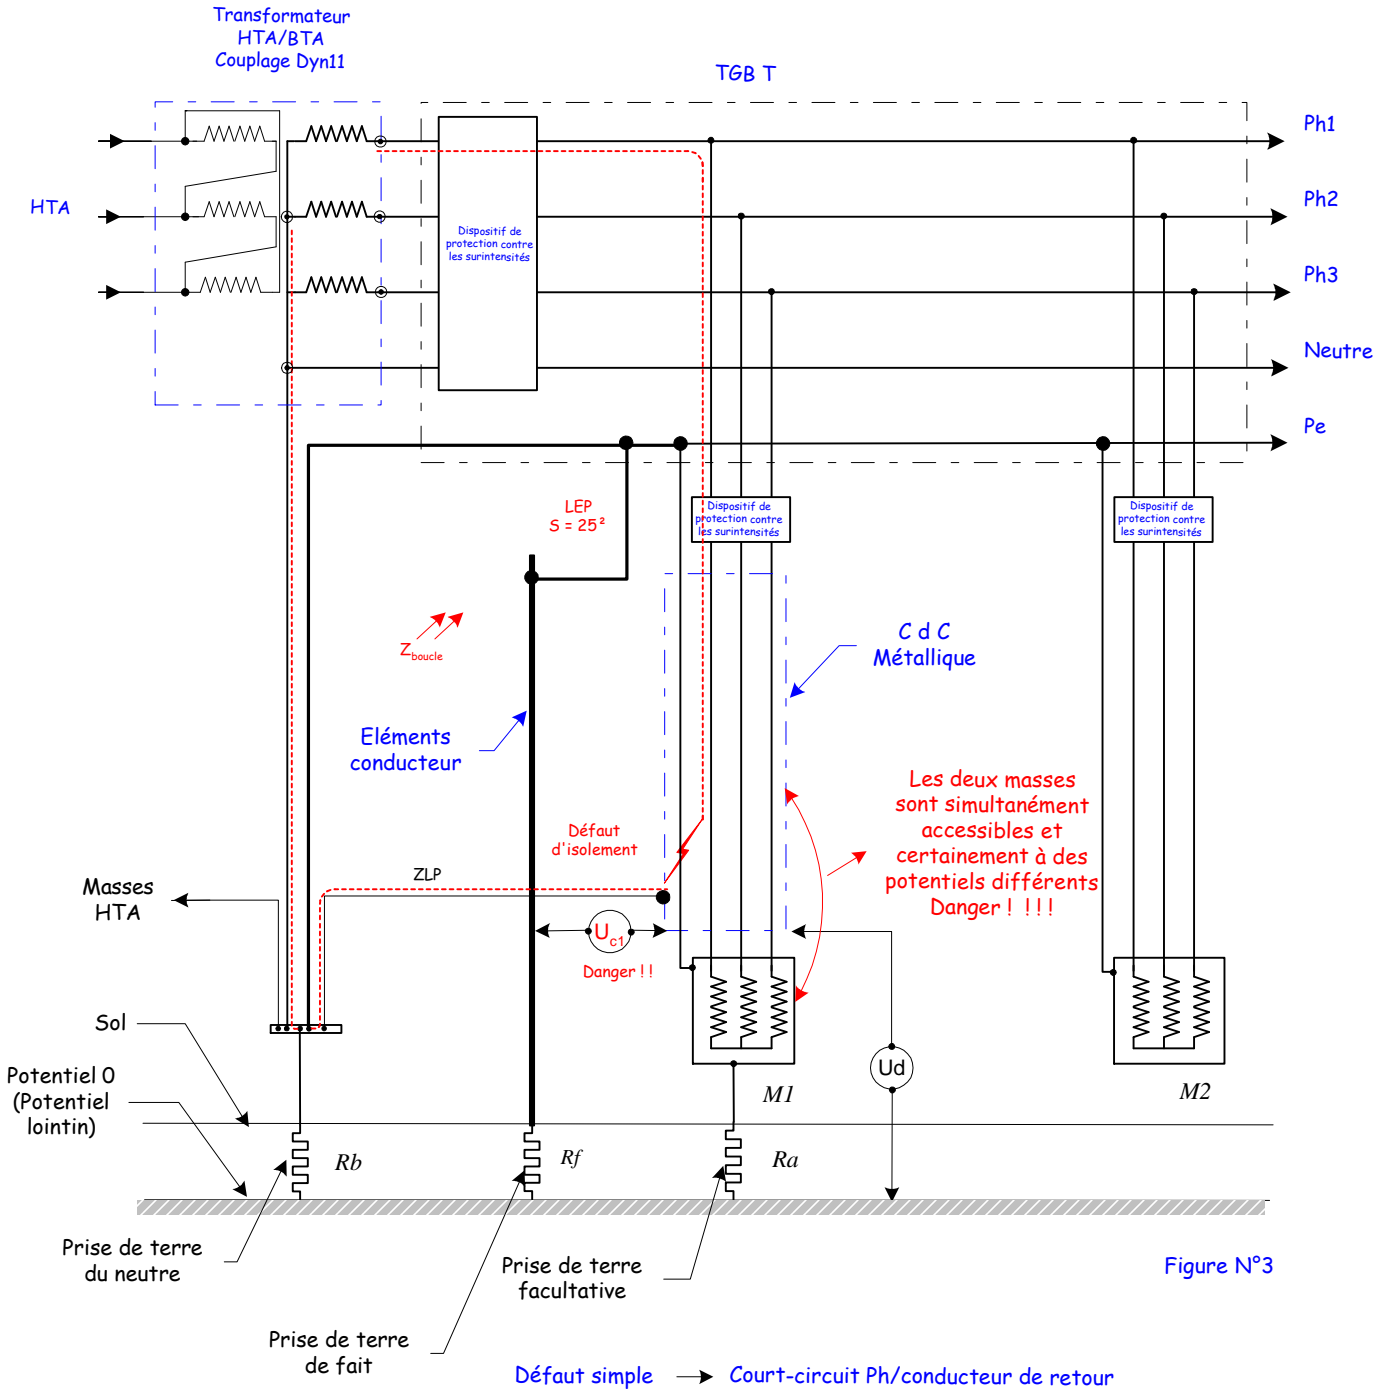 Transformateur
HTA/BTA
Couplage Dyn11
TGB T
Ph1
HTA
Ph2
Dispositif de
protection contre
les surintensités
Ph3
Neutre
Pe
LEP
S = 25²
Dispositif de
protection contre
les surintensités
Dispositif de
protection contre
les surintensités
Zboucle
C d C
Métallique
Eléments
conducteur
Les deux masses
sont simultanément
accessibles et
certainement à des
potentiels différents
Danger ! !!!
Défaut
d'isolement
ZLP
Masses
HTA
Uc1
Danger !!
Sol
Ud
Potentiel 0
(Potentiel
lointin)
M1
M2
Rb
Rf
Ra
Prise de terre
du neutre
Prise de terre
facultative
Figure N°3
Prise de terre
de fait
Défaut simple → Court-circuit Ph/conducteur de retour